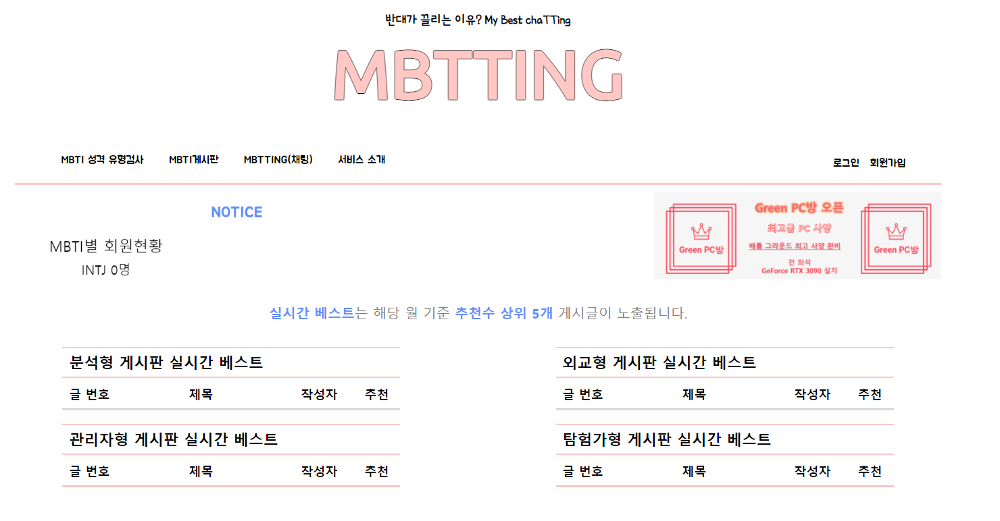 반대가 끌리는 이유? My Best chaTTing
MBTTING
MBTI 성격 유형검사 MBTI게시판 MBTTING(채팅) 서비스 소개 로그인 회원가입
NOTICE
MBTI별 회원현황
INTJ 0명
Green PC방
Green PC방 오픈
최고급 PC 사양
배틀 그라운드 최고 사양 완비
전 좌석
GeForce RTX 3090 설치
Green PC방
실시간 베스트는 해당 월 기준 추천수 상위 5개 게시글이 노출됩니다.
분석형 게시판 실시간 베스트
글 번호 제목 작성자 추천
외교형 게시판 실시간 베스트
글 번호 제목 작성자 추천
관리자형 게시판 실시간 베스트
글 번호 제목 작성자 추천
탐험가형 게시판 실시간 베스트
글 번호 제목 작성자 추천